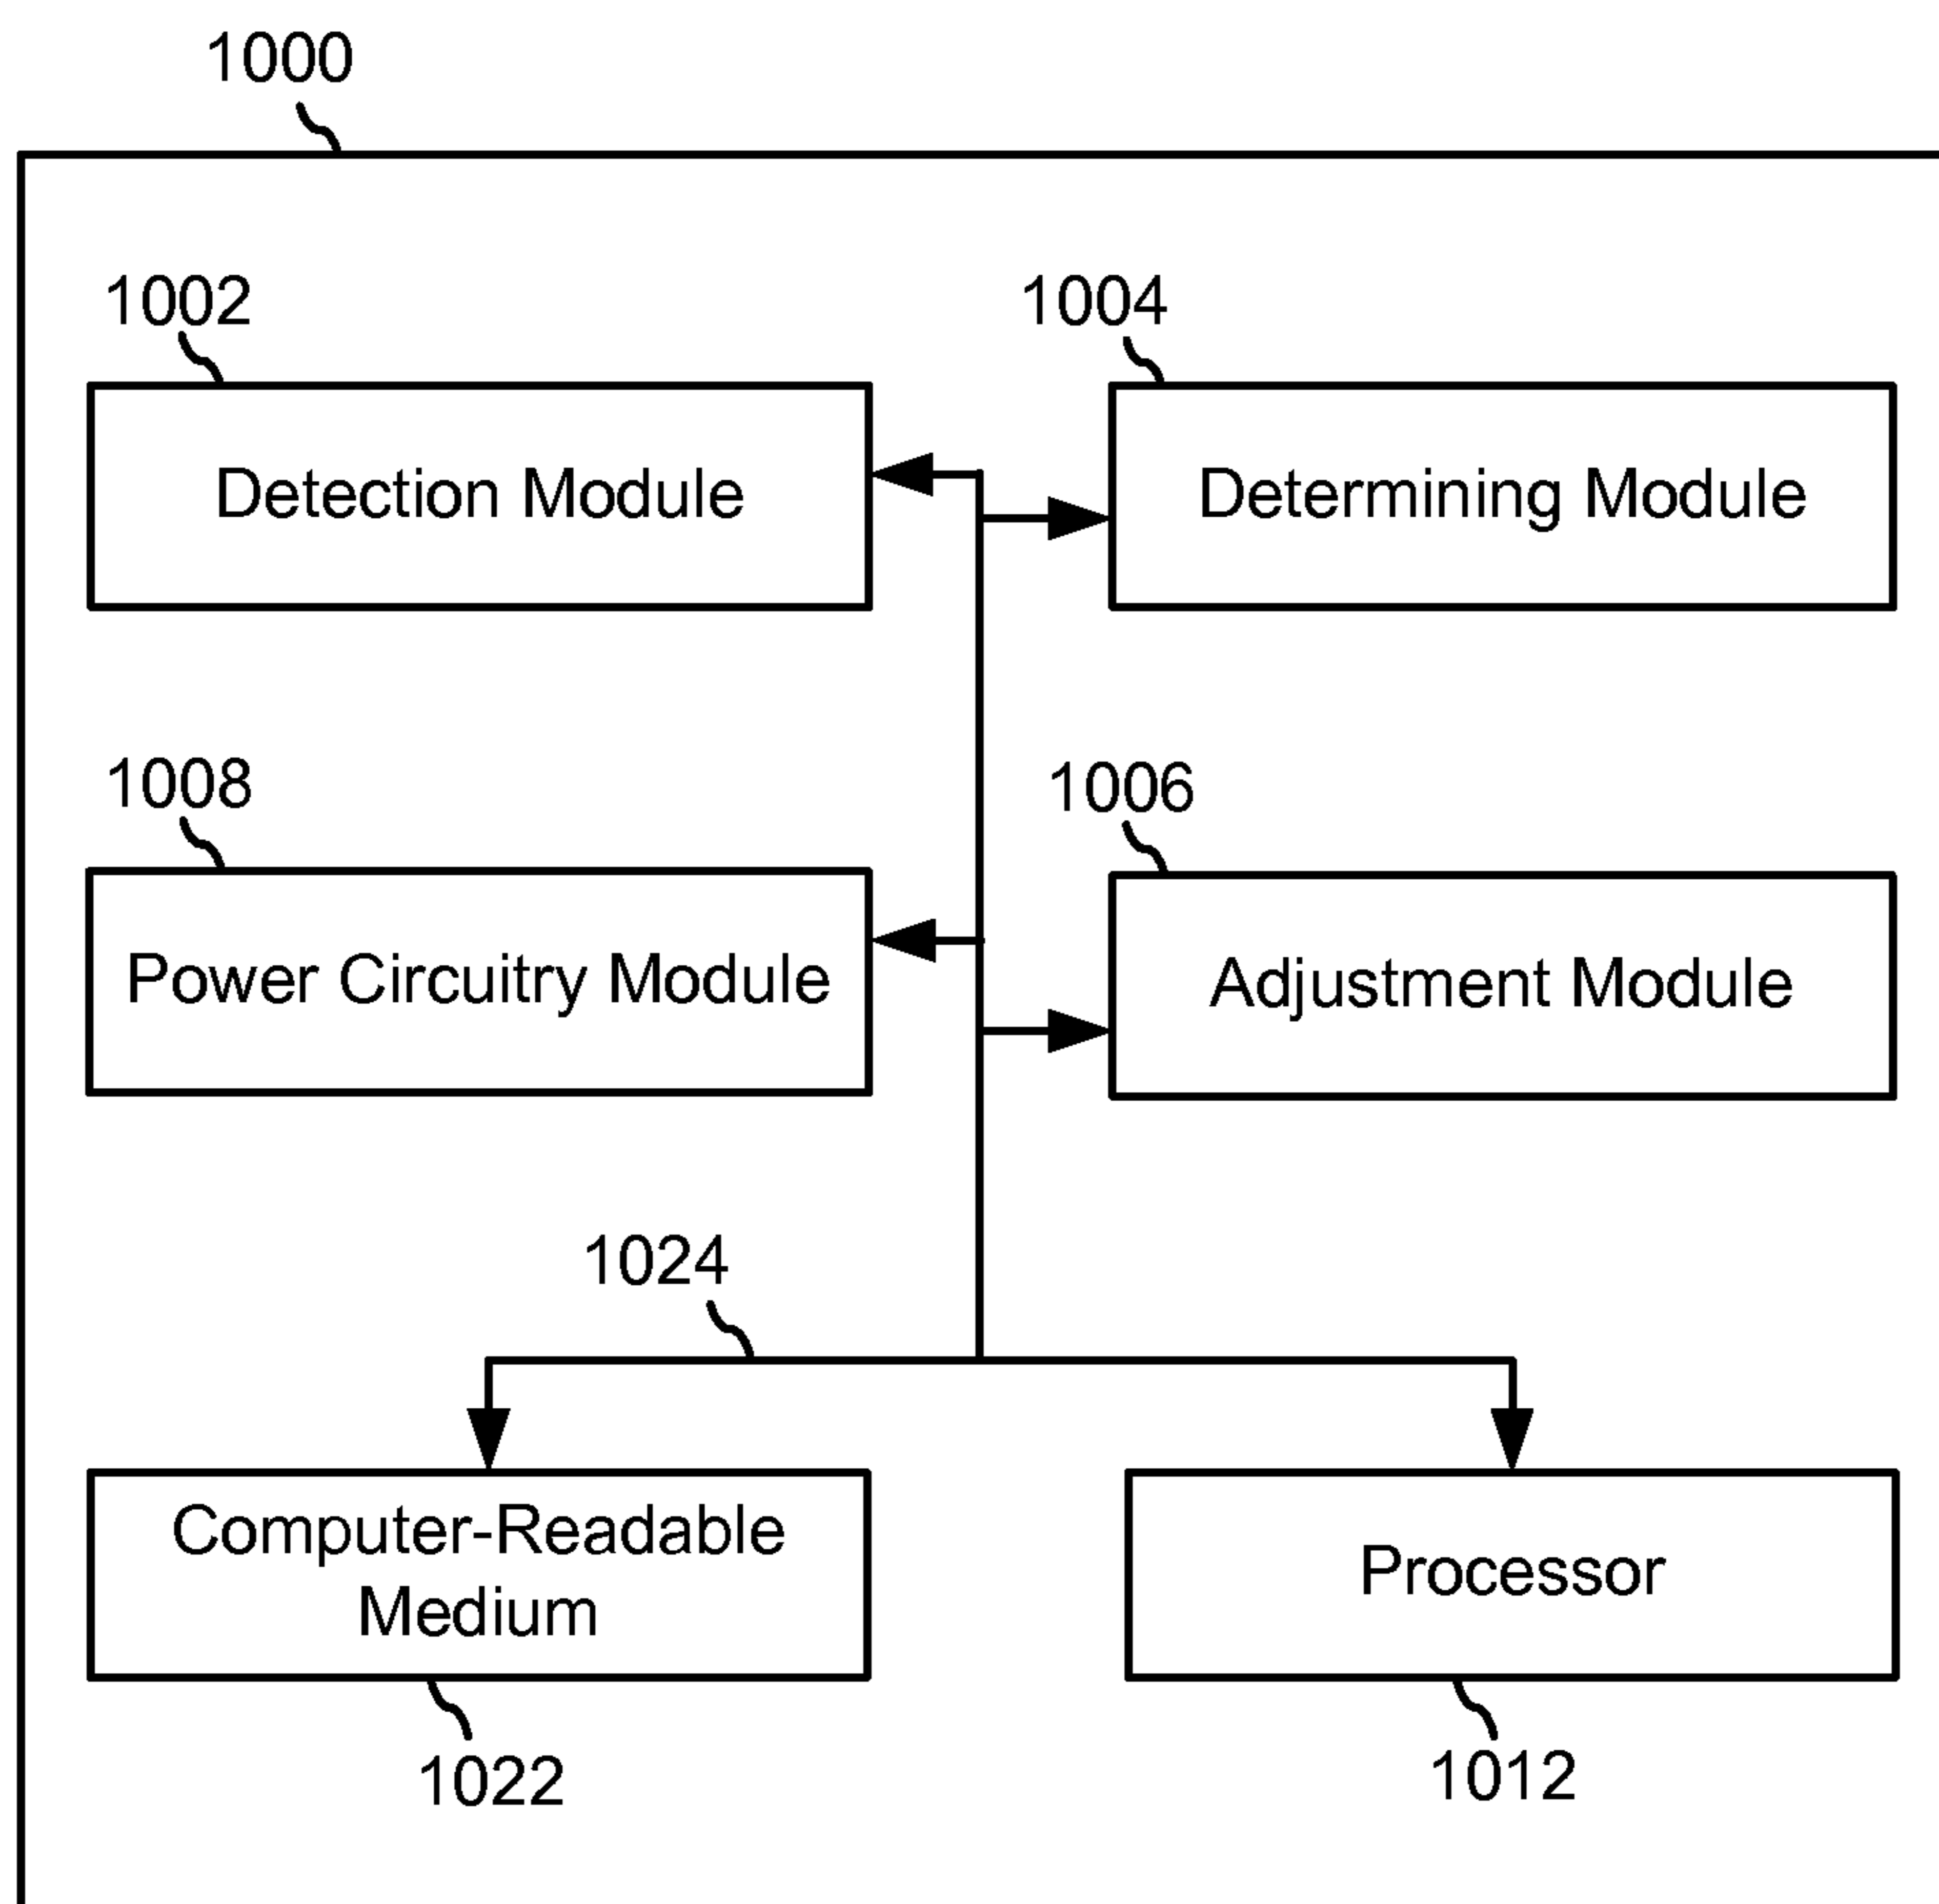 1000
1002
1004
Detection Module
Determining Module
1008
1006
Power Circuitry Module
Adjustment Module
1024
Computer-Readable
Medium
Processor
1022
1012